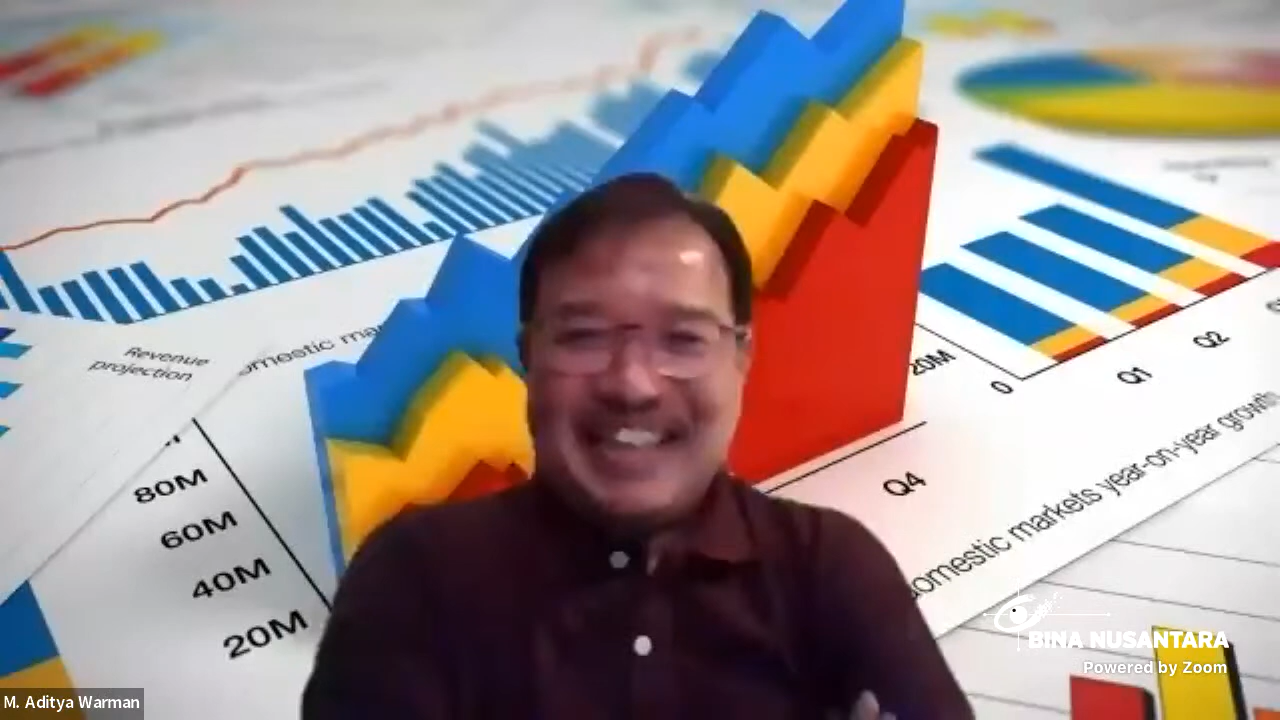 Revenue
projection
omestic mar
80M
60M
40M
20M
20M
0
Q1
Q2
Q4
omestic markets year-on-year growth
BINA NUSANTARA
Powered by Zoom
M. Aditya Warman